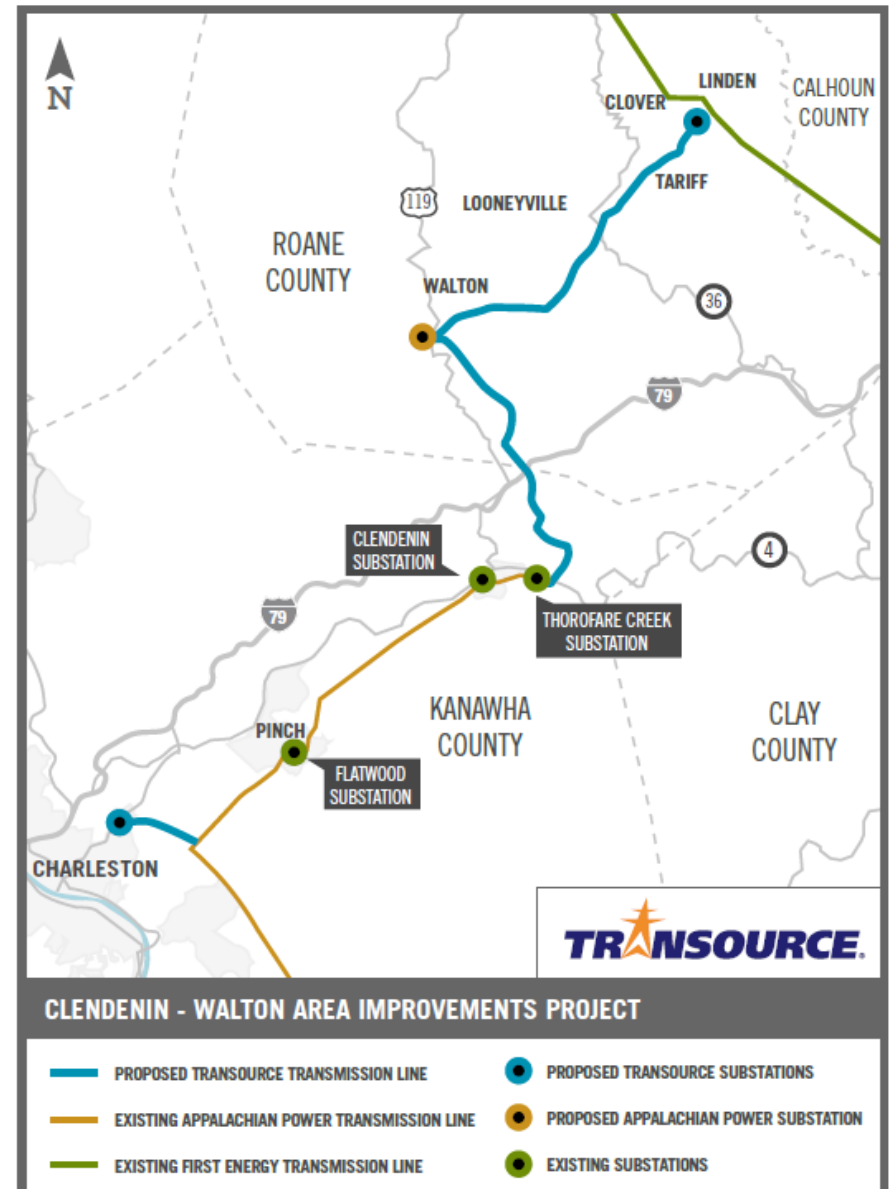 N
LINDEN
CLOVER
CALHOUN
COUNTY
TARIFF
119
LOONEYVILLE
ROANE
COUNTY
WALTON
36
79
CLENDENIN
SUBSTATION
4
79
THOROFARE CREEK
SUBSTATION
KANAWHA
COUNTY
CLAY
COUNTY
PINCH
FLATWOOD
SUBSTATION
CHARLESTON
TRANSOURCE.
CLENDENIN - WALTON AREA IMPROVEMENTS PROJECT
PROPOSED TRANSOURCE TRANSMISSION LINE
PROPOSED TRANSOURCE SUBSTATIONS
EXISTING APPALACHIAN POWER TRANSMISSION LINE
PROPOSED APPALACHIAN POWER SUBSTATION
EXISTING FIRST ENERGY TRANSMISSION LINE
EXISTING SUBSTATIONS